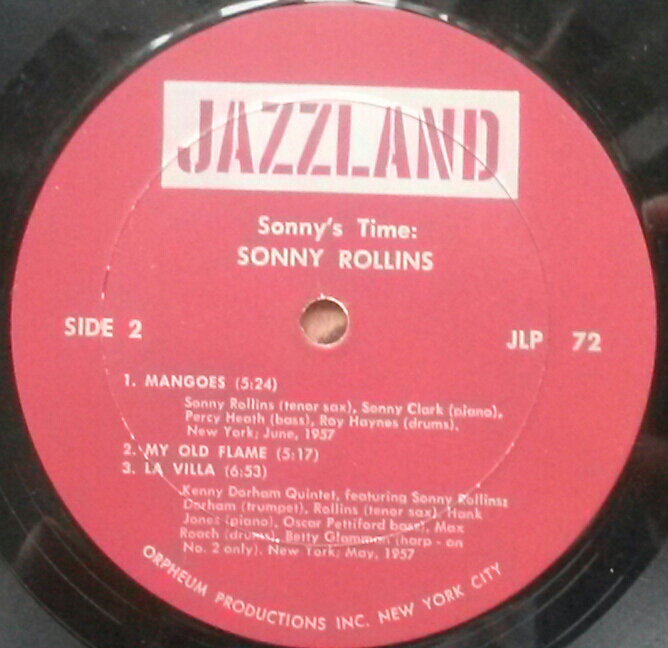 JAZZLAND
Sonny's Time:
SONNY ROLLINS
SIDE 2
JLP 72
1. MANGOES (5:24)
Sonny Rollins (tenor sax), Sonny Clark (piano),
Percy Heath (bass), Roy Haynes (drums).
New York; June, 1957
2. MY OLD FLAME (5:17)
3. LA VILLA (6:53)
Kenny Dorham Quintet, featuring Sonny Rollins:
Dorham (trumpet), Rollins (tenor sax), Hank
Jones (piano), Oscar Pettiford bass), Max
Roach (drums), Betty Glamman (harp - on
No. 2 only). New York; May, 1957
ORPHEUM PRODUCTIONS INC. NEW YORK CITY